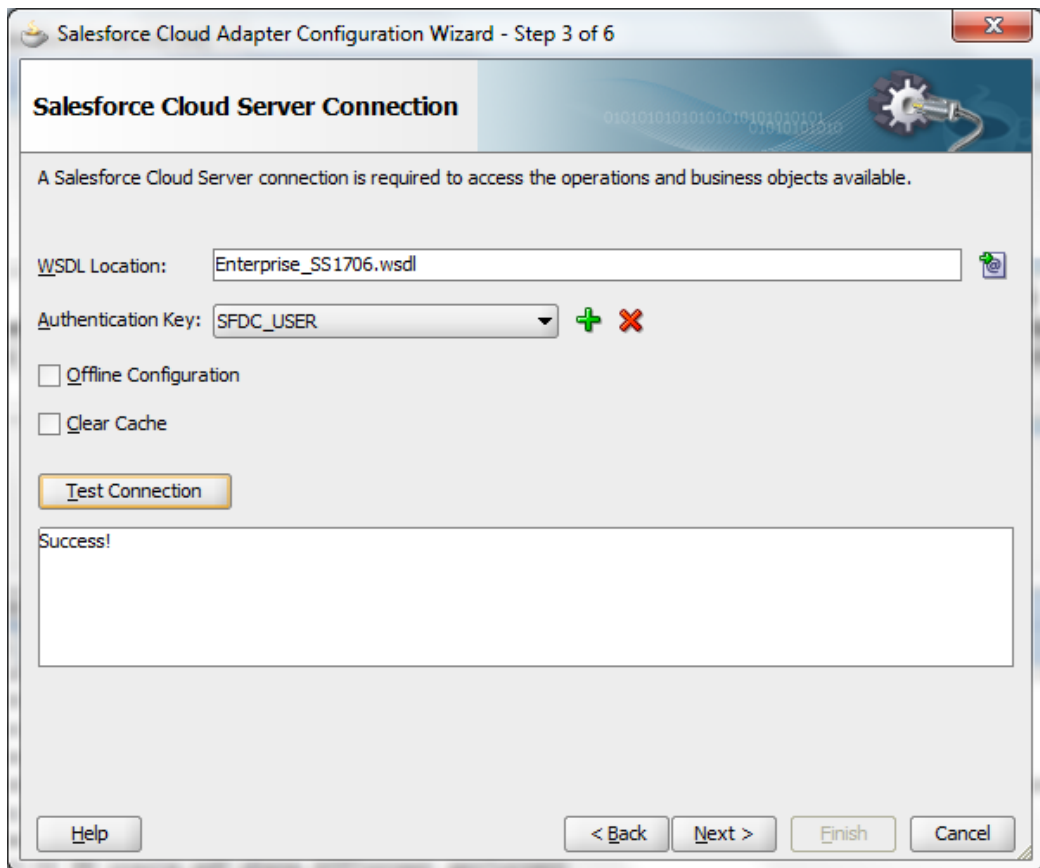 Salesforce Cloud Adapter Configuration Wizard - Step 3 of 6
Salesforce Cloud Server Connection
A Salesforce Cloud Server connection is required to access the operations and business objects available.
WSDL Location: Enterprise_SS1706.wsdl
Authentication Key: SFDC_USER
Offline Configuration
Clear Cache
Test Connection
Success!
Help < Back Next > Finish Cancel